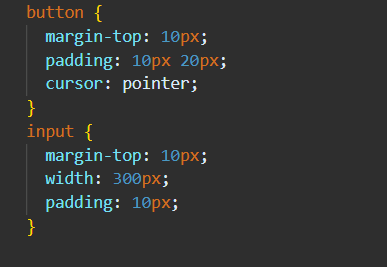 button {
  margin-top: 10px;
  padding: 10px 20px;
  cursor: pointer;
}
input {
  margin-top: 10px;
  width: 300px;
  padding: 10px;
}